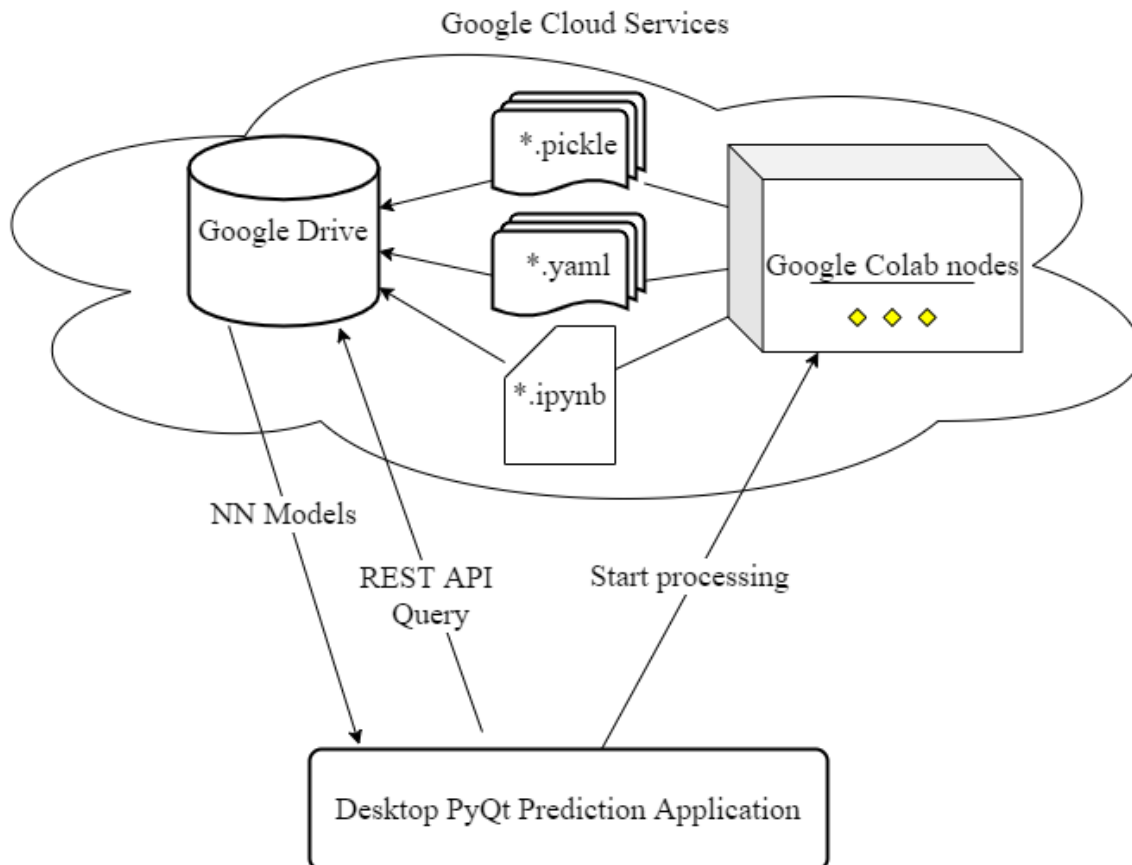 Google Cloud Services
*.pickle
Google Drive
*.yaml
Google Colab nodes
*.ipynb
NN Models
REST API
Query
Start processing
Desktop PyQt Prediction Application